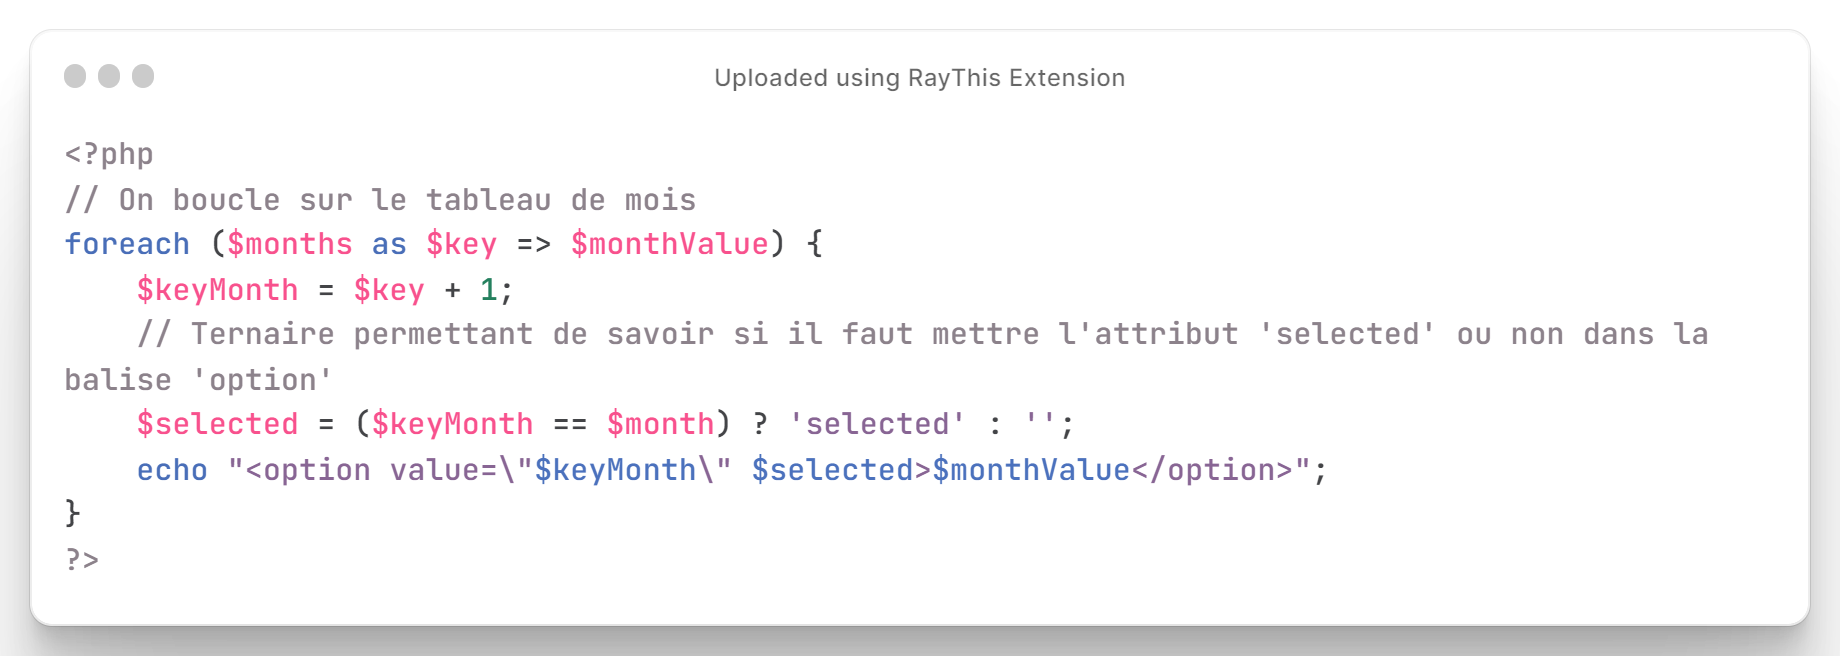 Uploaded using RayThis Extension
<?php
// On boucle sur le tableau de mois
foreach ($months as $key => $monthValue) {
    $keyMonth = $key + 1;
    // Ternaire permettant de savoir si il faut mettre l'attribut 'selected' ou non dans la
balise 'option'
    $selected = ($keyMonth == $month) ? 'selected' : '';
    echo "<option value=\"$keyMonth\" $selected>$monthValue</option>";
}
?>